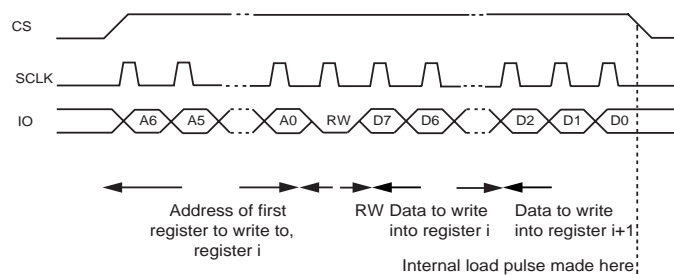 CS
SCLK
IO
A6 A5 A0 RW D7 D6 D2 D1 D0
Address of first
register to write to,
register i
RW
Data to write
into register i
Data to write
into register i+1
Internal load pulse made here